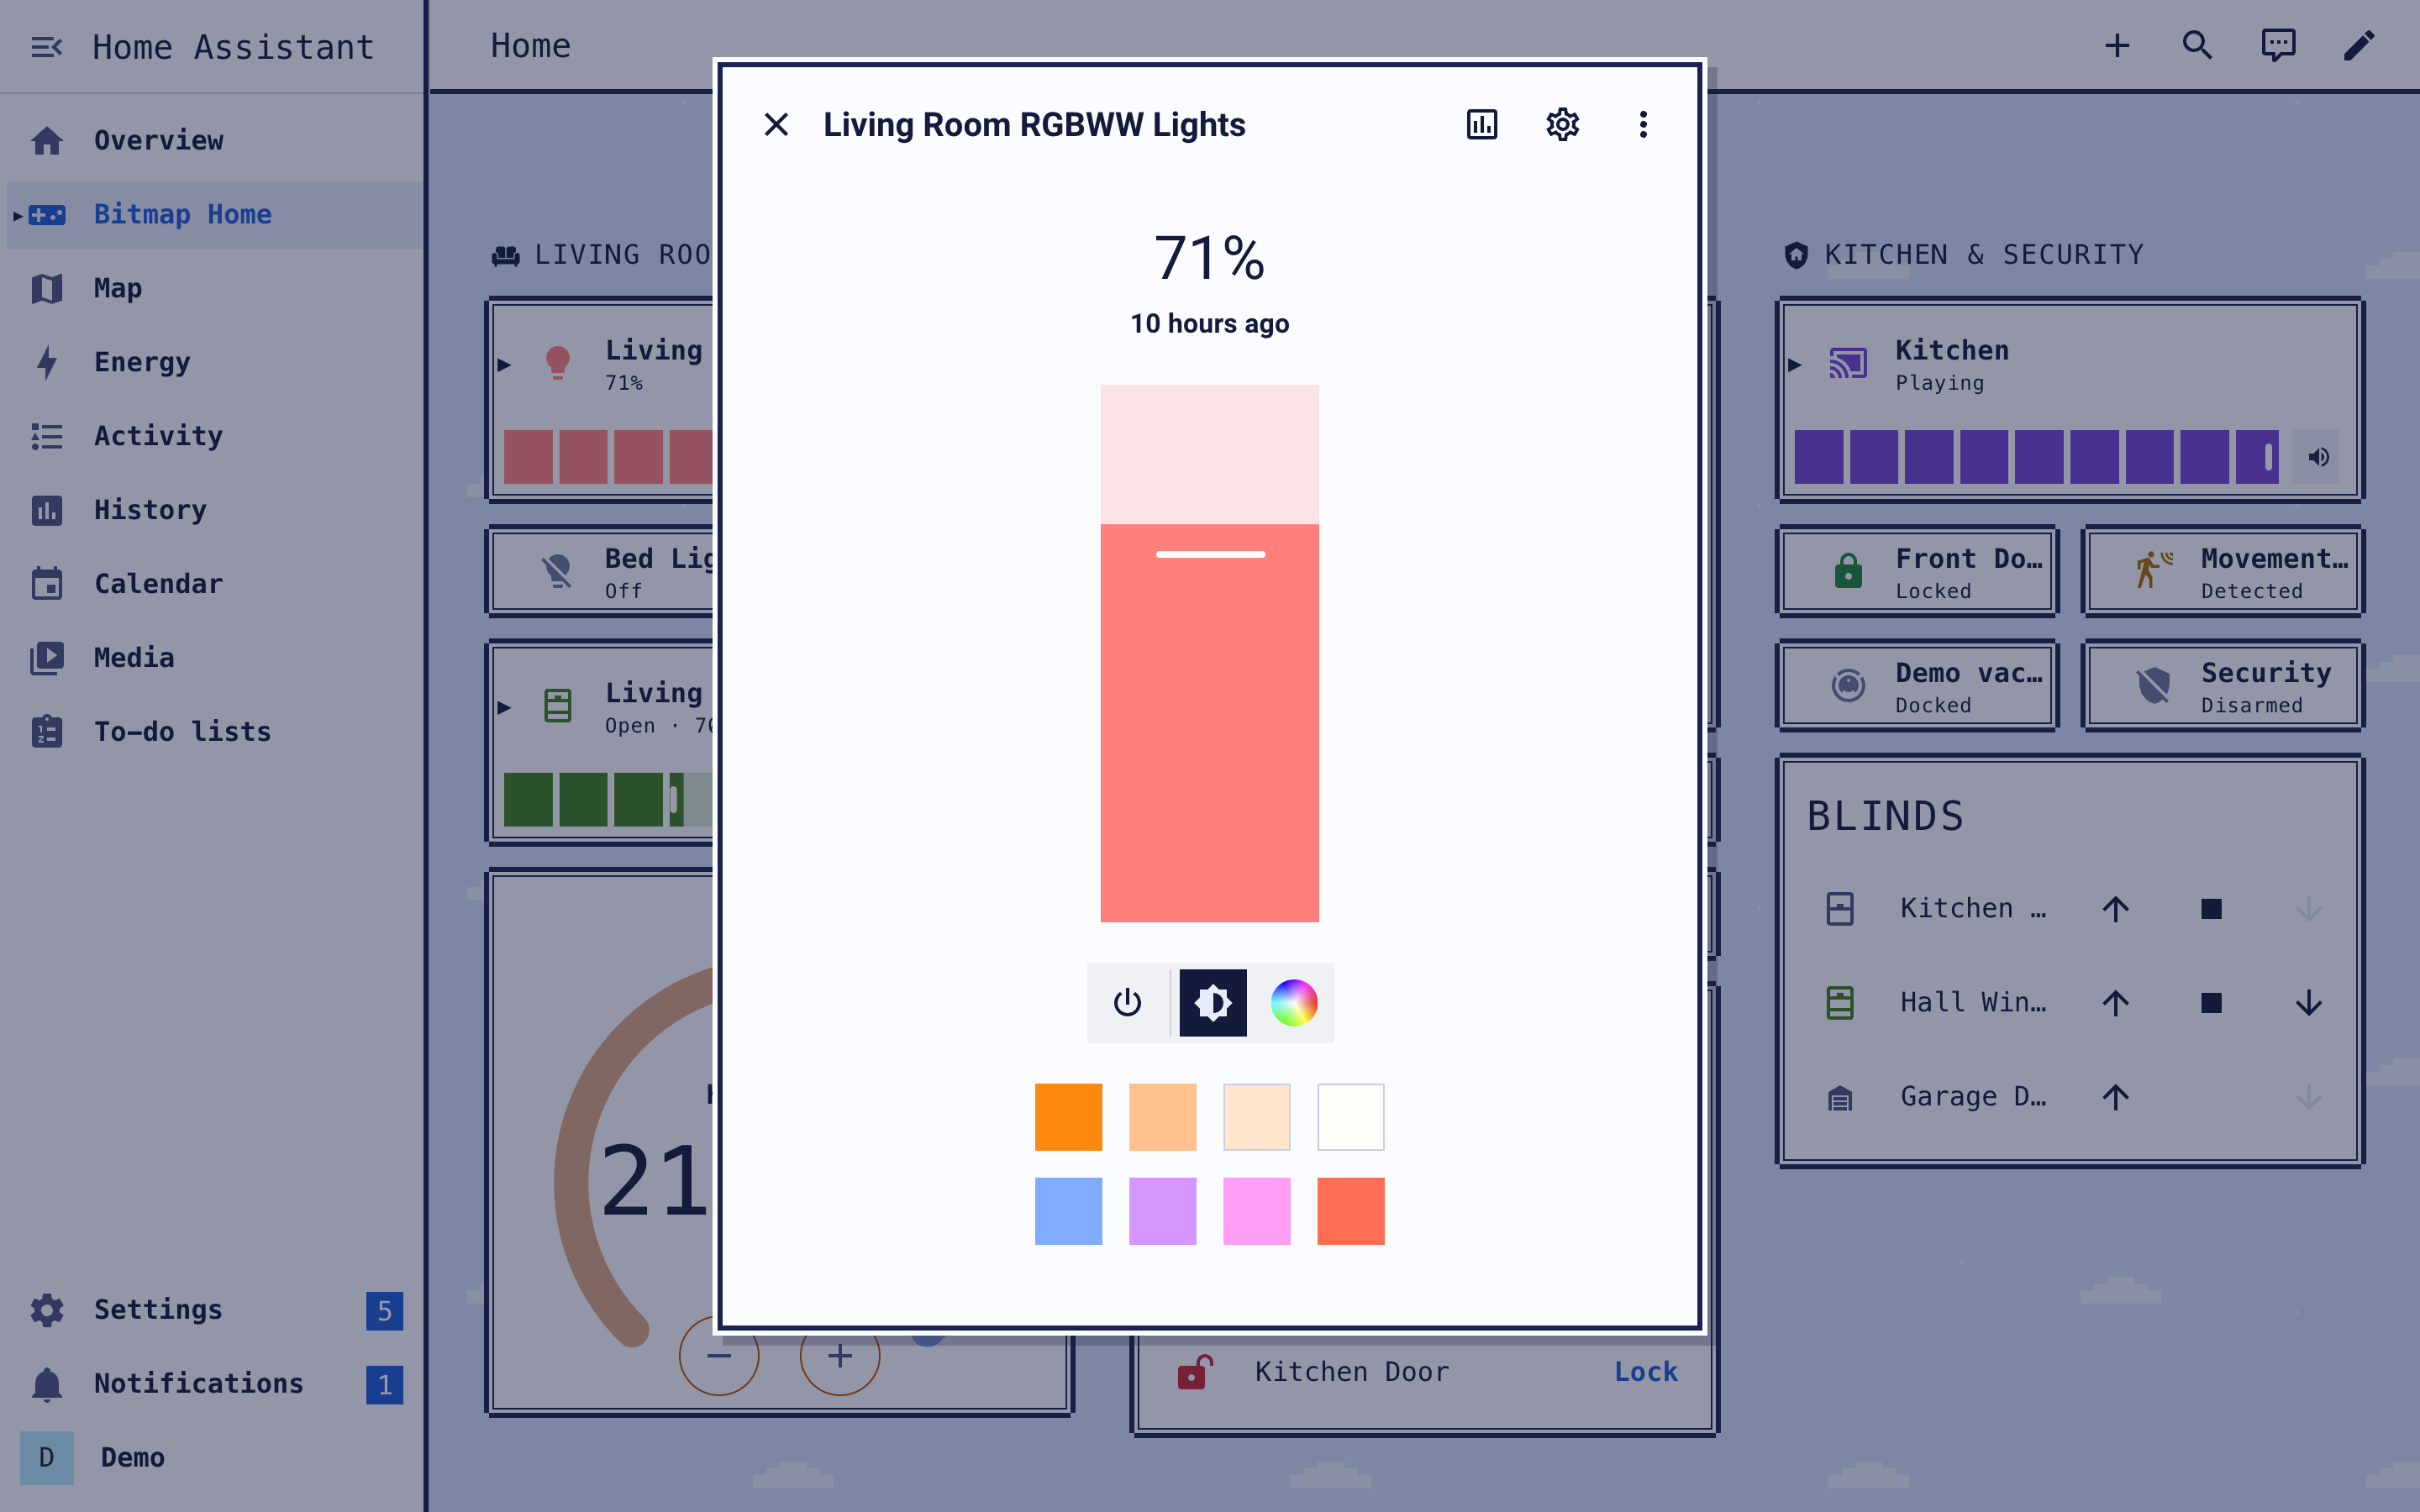 Home Assistant
Overview
Bitmap Home
Map
Energy
Activity
History
Calendar
Media
To-do lists
Settings 5
Notifications 1
D Demo
Home
LIVING ROO
Living
71%
Bed Lig
Off
Living
Open · 70
21
Living Room RGBWW Lights
71%
10 hours ago
Kitchen Door Lock
KITCHEN & SECURITY
Kitchen
Playing
Front Do…
Locked
Movement…
Detected
Demo vac…
Docked
Security
Disarmed
BLINDS
Kitchen …
Hall Win…
Garage D…